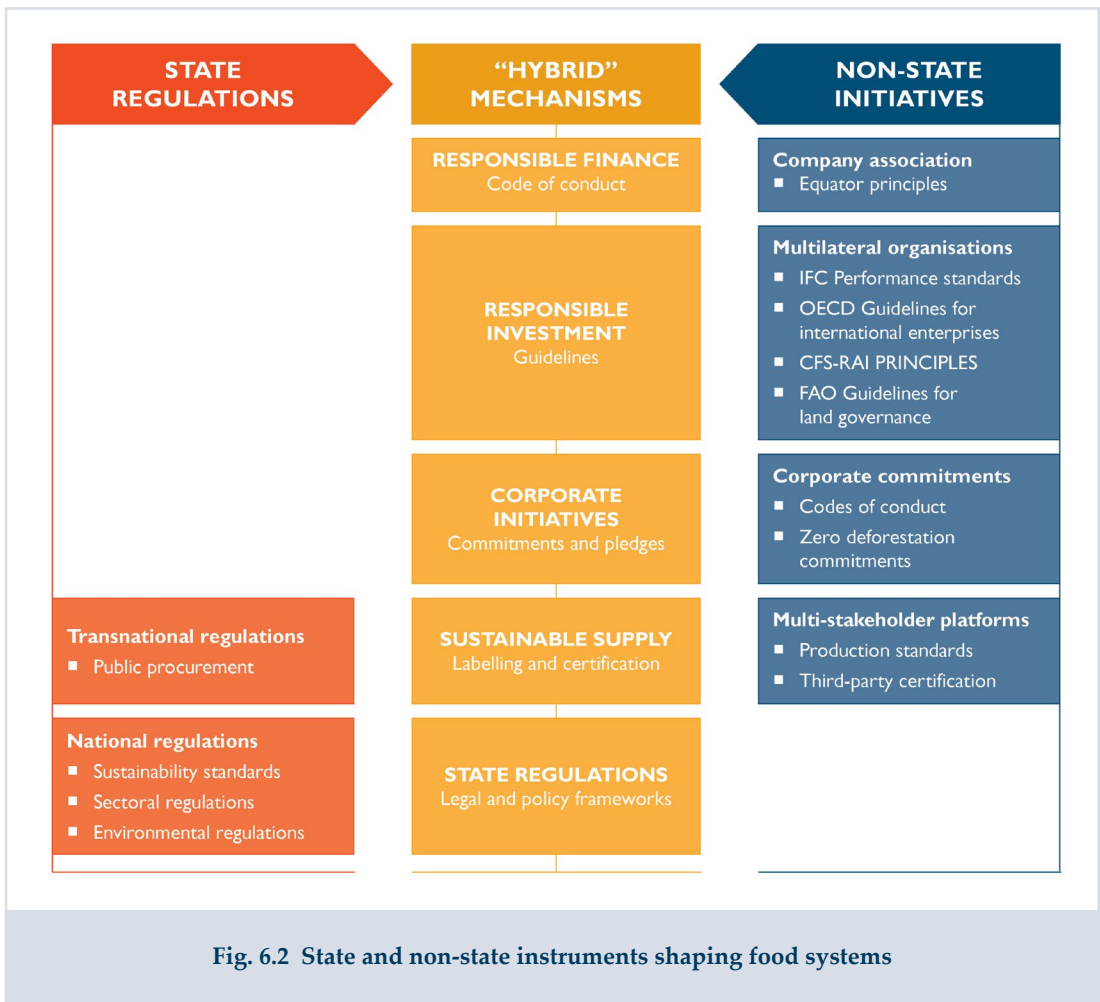 STATE
REGULATIONS
“HYBRID”
MECHANISMS
NON-STATE
INITIATIVES
RESPONSIBLE FINANCE
Code of conduct
Company association
■ Equator principles
RESPONSIBLE
INVESTMENT
Guidelines
Multilateral organisations
■ IFC Performance standards
■ OECD Guidelines for
international enterprises
■ CFS-RAI PRINCIPLES
■ FAO Guidelines for
land governance
CORPORATE
INITIATIVES
Commitments and pledges
Corporate commitments
■ Codes of conduct
■ Zero deforestation
commitments
Transnational regulations
■ Public procurement
SUSTAINABLE SUPPLY
Labelling and certification
Multi-stakeholder platforms
■ Production standards
■ Third-party certification
National regulations
■ Sustainability standards
■ Sectoral regulations
■ Environmental regulations
STATE REGULATIONS
Legal and policy frameworks
Fig. 6.2 State and non-state instruments shaping food systems